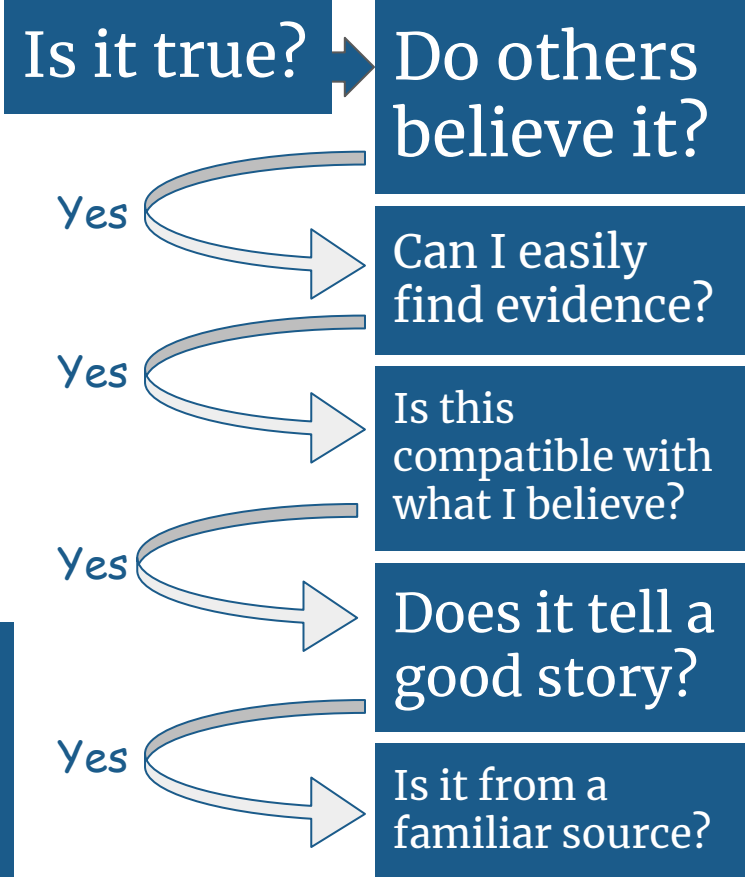 Is it true?
Do others
believe it?
Yes
Can I easily
find evidence?
Yes
Is this
compatible with
what I believe?
Yes
Does it tell a
good story?
Yes
Is it from a
familiar source?